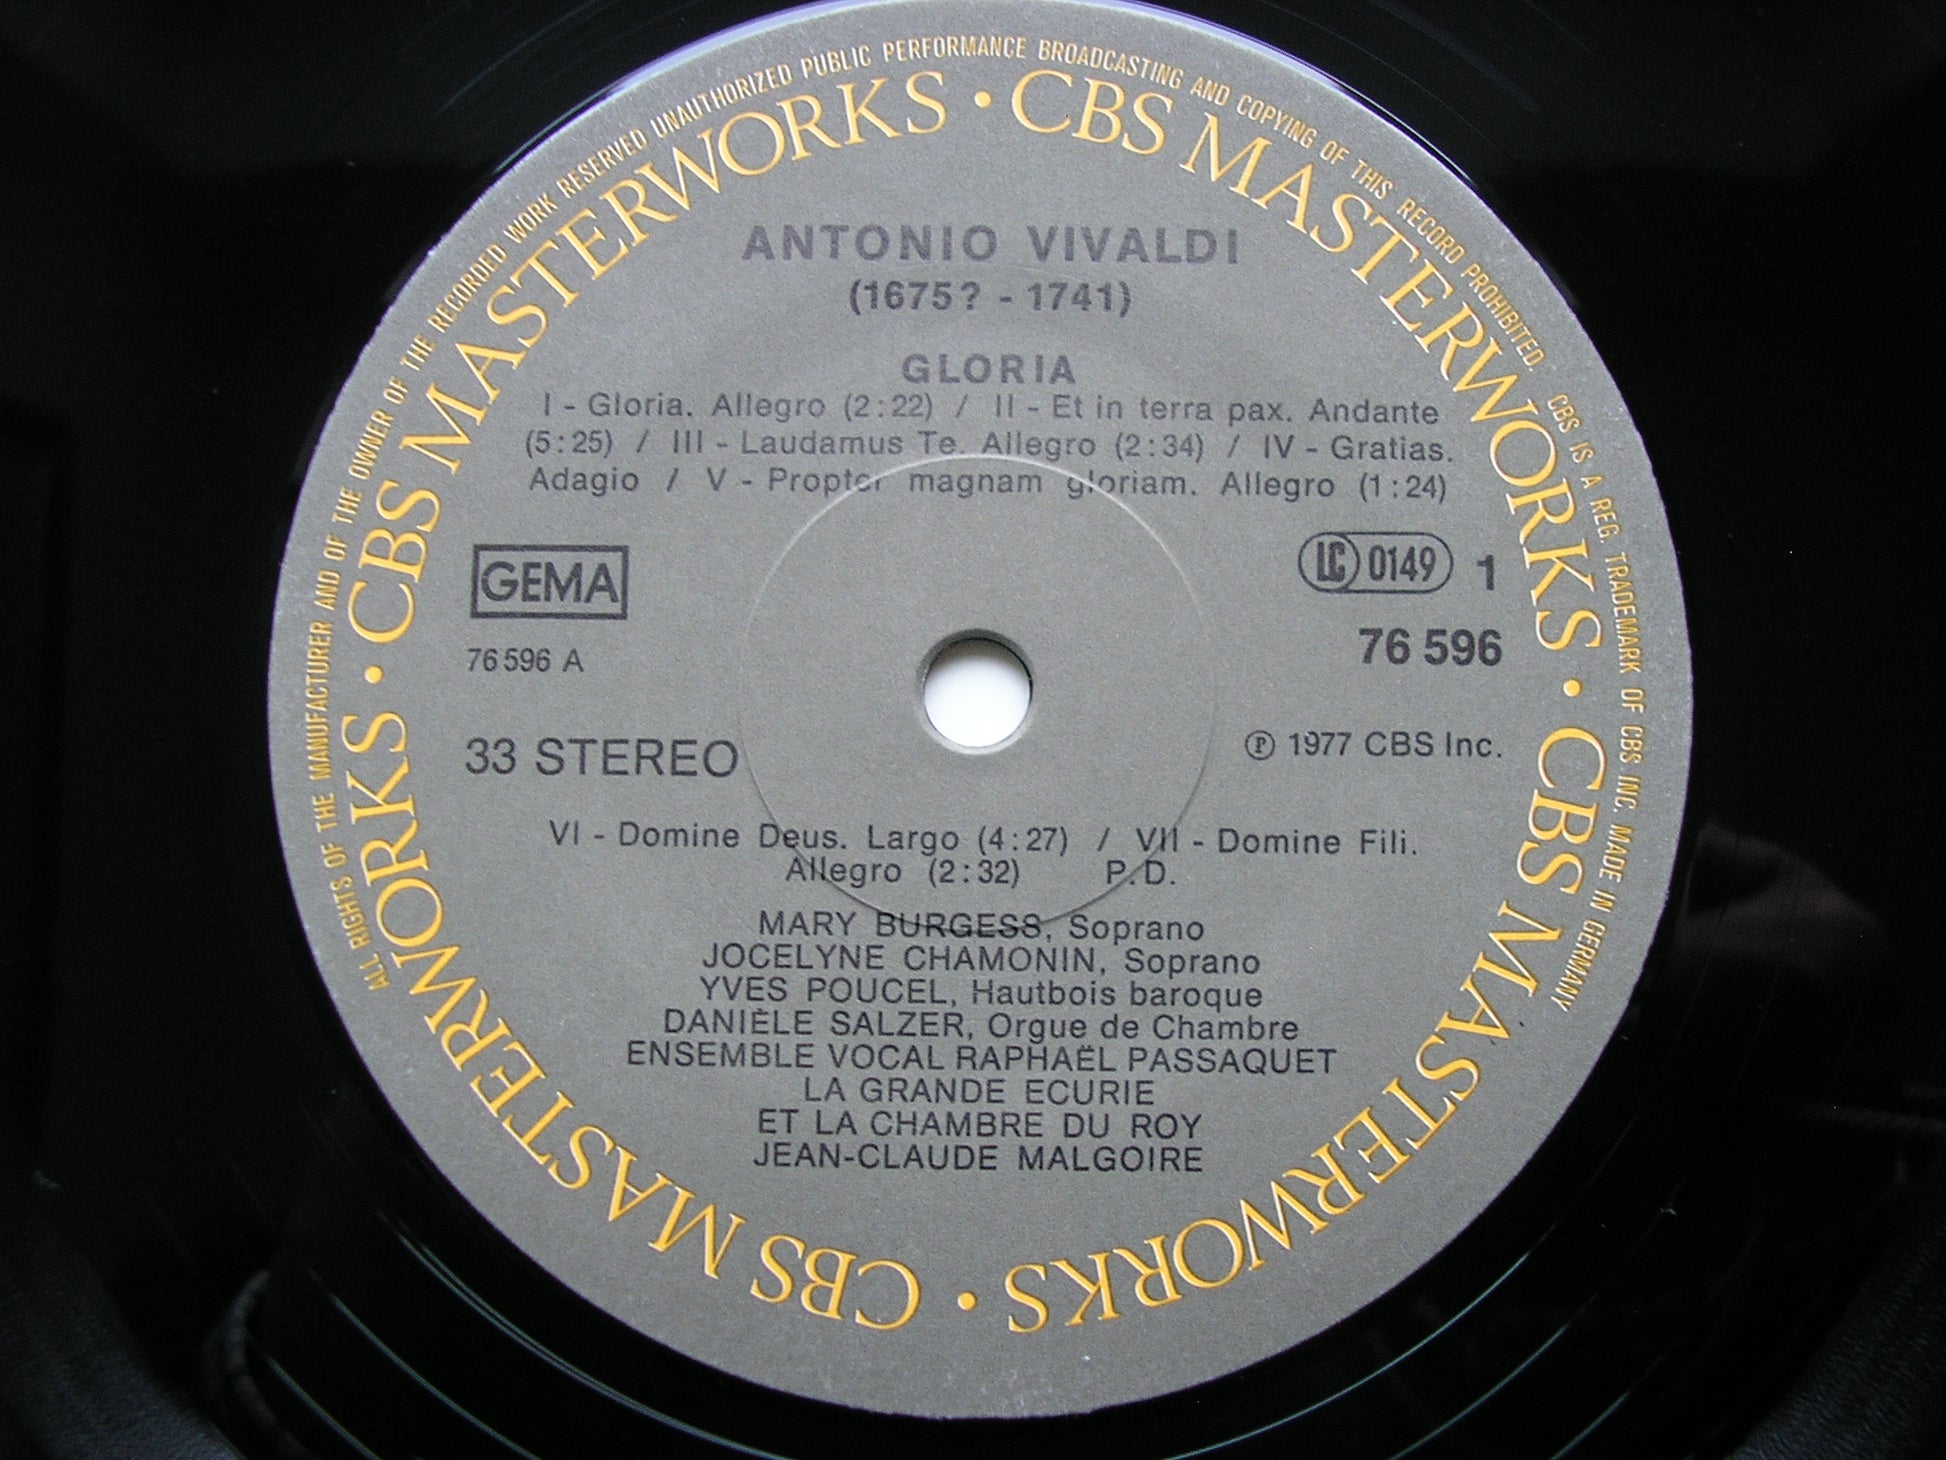 ALL RIGHTS OF THE MANUFACTURER AND OF THE OWNER OF THE RECORDED WORK RESERVED UNAUTHORIZED PUBLIC PERFORMANCE BROADCASTING AND COPYING OF THIS RECORD PROHIBITED. CBS IS A REG. TRADEMARK OF CBS INC. MADE IN GERMANY
CBS MASTERWORKS • CBS MASTERWORKS • CBS MASTERWORKS • CBS MASTERWORKS •
ANTONIO VIVALDI
(1675? - 1741)
GLORIA
I - Gloria. Allegro (2:22) / II - Et in terra pax. Andante
(5:25) / III - Laudamus Te. Allegro (2:34) / IV - Gratias.
Adagio / V - Propter magnam gloriam. Allegro (1:24)
GEMA
LC 0149 1
76 596 A
76 596
33 STEREO
Ⓟ 1977 CBS Inc.
VI - Domine Deus. Largo (4:27) / VII - Domine Fili.
Allegro (2:32) P.D.
MARY BURGESS, Soprano
JOCELYNE CHAMONIN, Soprano
YVES POUCEL, Hautbois baroque
DANIÈLE SALZER, Orgue de Chambre
ENSEMBLE VOCAL RAPHAËL PASSAQUET
LA GRANDE ECURIE
ET LA CHAMBRE DU ROY
JEAN-CLAUDE MALGOIRE